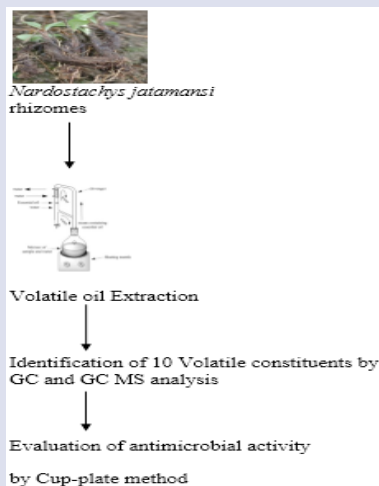 Nardostachys jatamansi
rhizomes
Volatile oil Extraction
Identification of 10 Volatile constituents by
GC and GC MS analysis
Evaluation of antimicrobial activity
by Cup-plate method